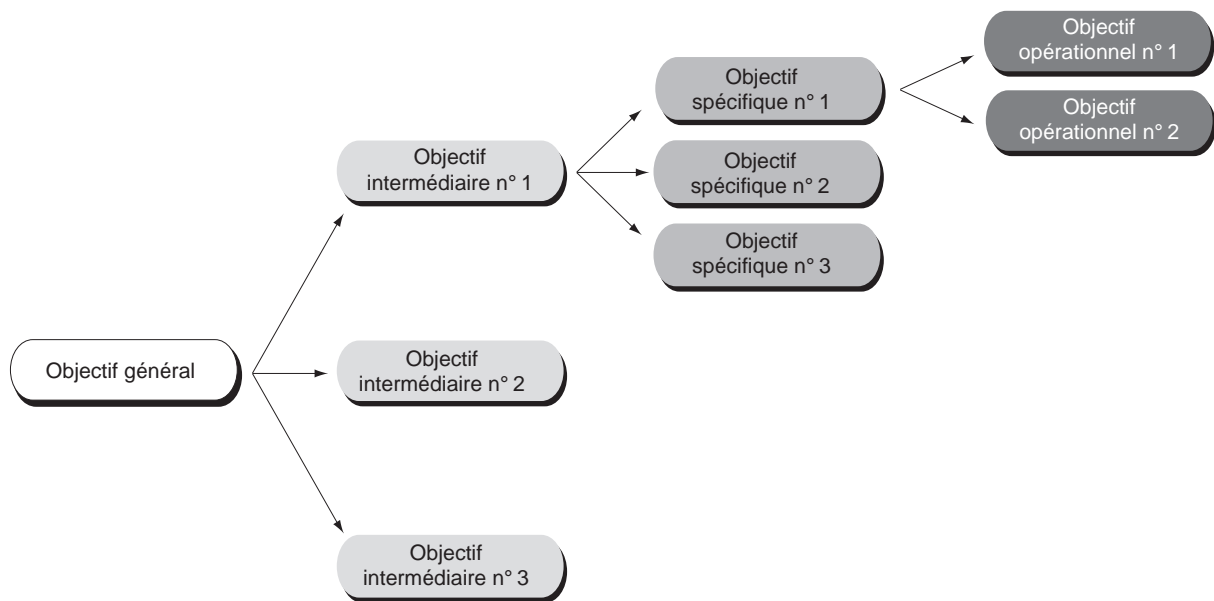 Objectif général
Objectif
intermédiaire n° 1
Objectif
intermédiaire n° 2
Objectif
intermédiaire n° 3
Objectif
spécifique n° 1
Objectif
spécifique n° 2
Objectif
spécifique n° 3
Objectif
opérationnel n° 1
Objectif
opérationnel n° 2